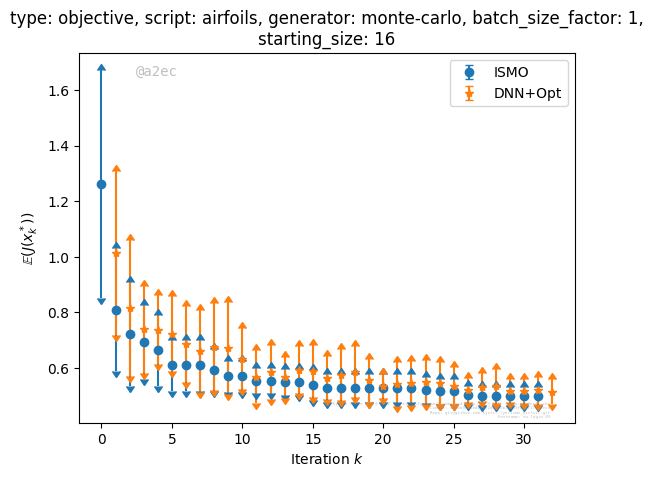 type: objective, script: airfoils, generator: monte-carlo, batch_size_factor: 1,
starting_size: 16
@a2ec
ISMO
DNN+Opt
1.6
1.4
1.2
1.0
0.8
0.6
𝔼(J(x_k^*))
0 5 10 15 20 25 30
Iteration k